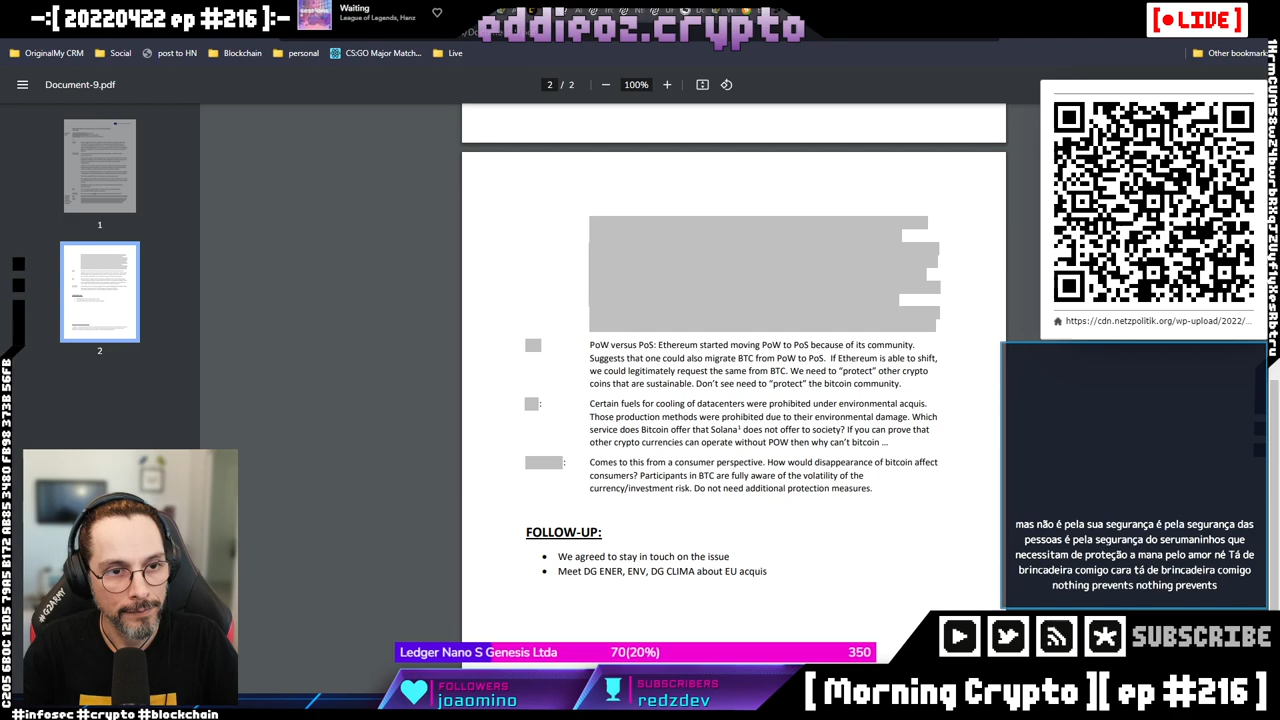 -:[ 20220422 ep #216 ]:-
Waiting
League of Legends, Henz
eddieoz.crypto
[● LIVE]
OriginalMy CRM
Social
post to HN
Blockchain
personal
CS:GO Major Match...
Live
Other bookmark
Document-9.pdf
2 / 2
100%
1
2
PoW versus PoS: Ethereum started moving PoW to PoS because of its community.
Suggests that one could also migrate BTC from PoW to PoS. If Ethereum is able to shift,
we could legitimately request the same from BTC. We need to “protect” other crypto
coins that are sustainable. Don’t see need to “protect” the bitcoin community.
:
Certain fuels for cooling of datacenters were prohibited under environmental acquis.
Those production methods were prohibited due to their environmental damage. Which
service does Bitcoin offer that Solana¹ does not offer to society? If you can prove that
other crypto currencies can operate without POW then why can’t bitcoin …
:
Comes to this from a consumer perspective. How would disappearance of bitcoin affect
consumers? Participants in BTC are fully aware of the volatility of the
currency/investment risk. Do not need additional protection measures.
FOLLOW-UP:
• We agreed to stay in touch on the issue
• Meet DG ENER, ENV, DG CLIMA about EU acquis
https://cdn.netzpolitik.org/wp-upload/2022/...
mas não é pela sua segurança é pela segurança das
pessoas é pela segurança do serumaninhos que
necessitam de proteção a mana pelo amor né Tá de
brincadeira comigo cara tá de brincadeira comigo
nothing prevents nothing prevents
Ledger Nano S Genesis Ltda
70(20%)
350
FOLLOWERS
joaomino
SUBSCRIBERS
redzdev
SUBSCRIBE
[ Morning Crypto ][ ep #216 ]
#infosec #crypto #blockchain